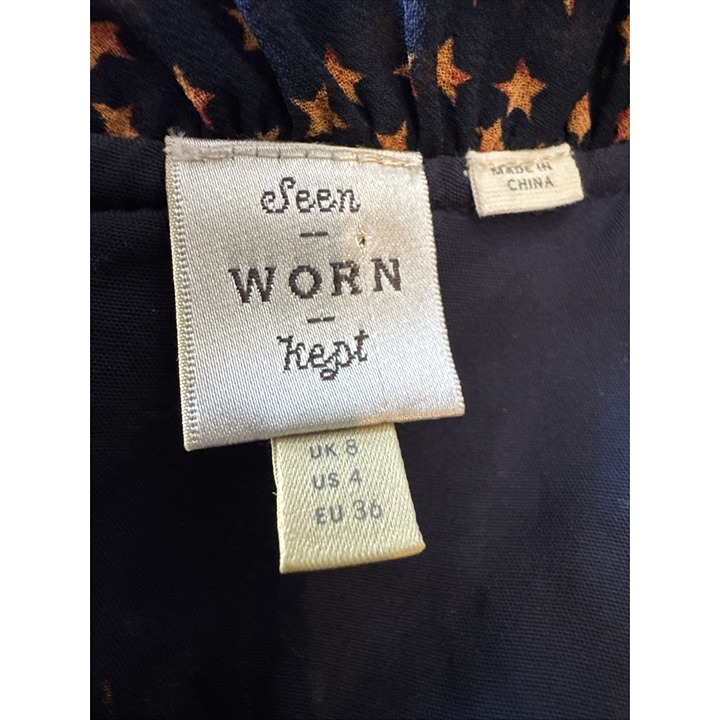 Seen
WORN
Kept
UK 8
US 4
EU 36
MADE IN
CHINA